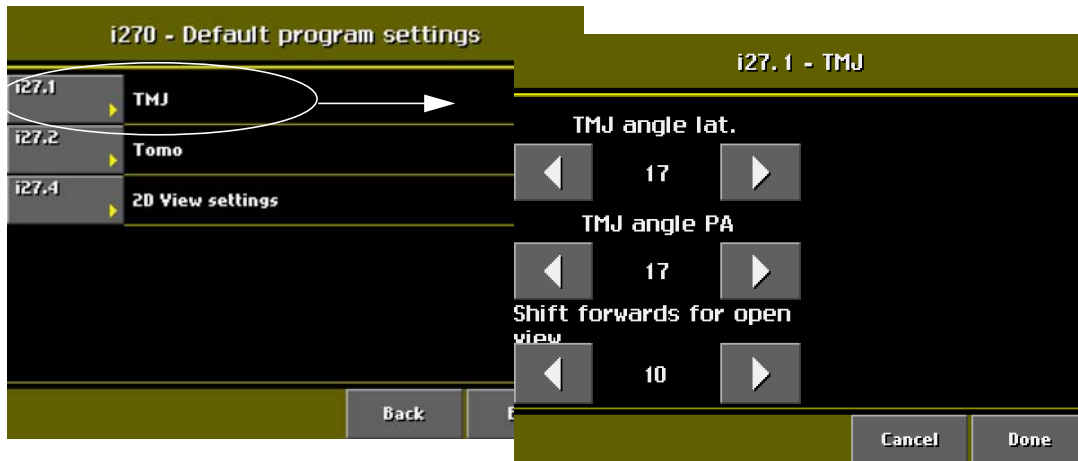 i270 - Default program settings
i27.1
TMJ
i27.2
Tomo
i27.4
2D View settings
Back
i27.1 - TMJ
TMJ angle lat.
17
TMJ angle PA
17
Shift forwards for open
view
10
Cancel
Done